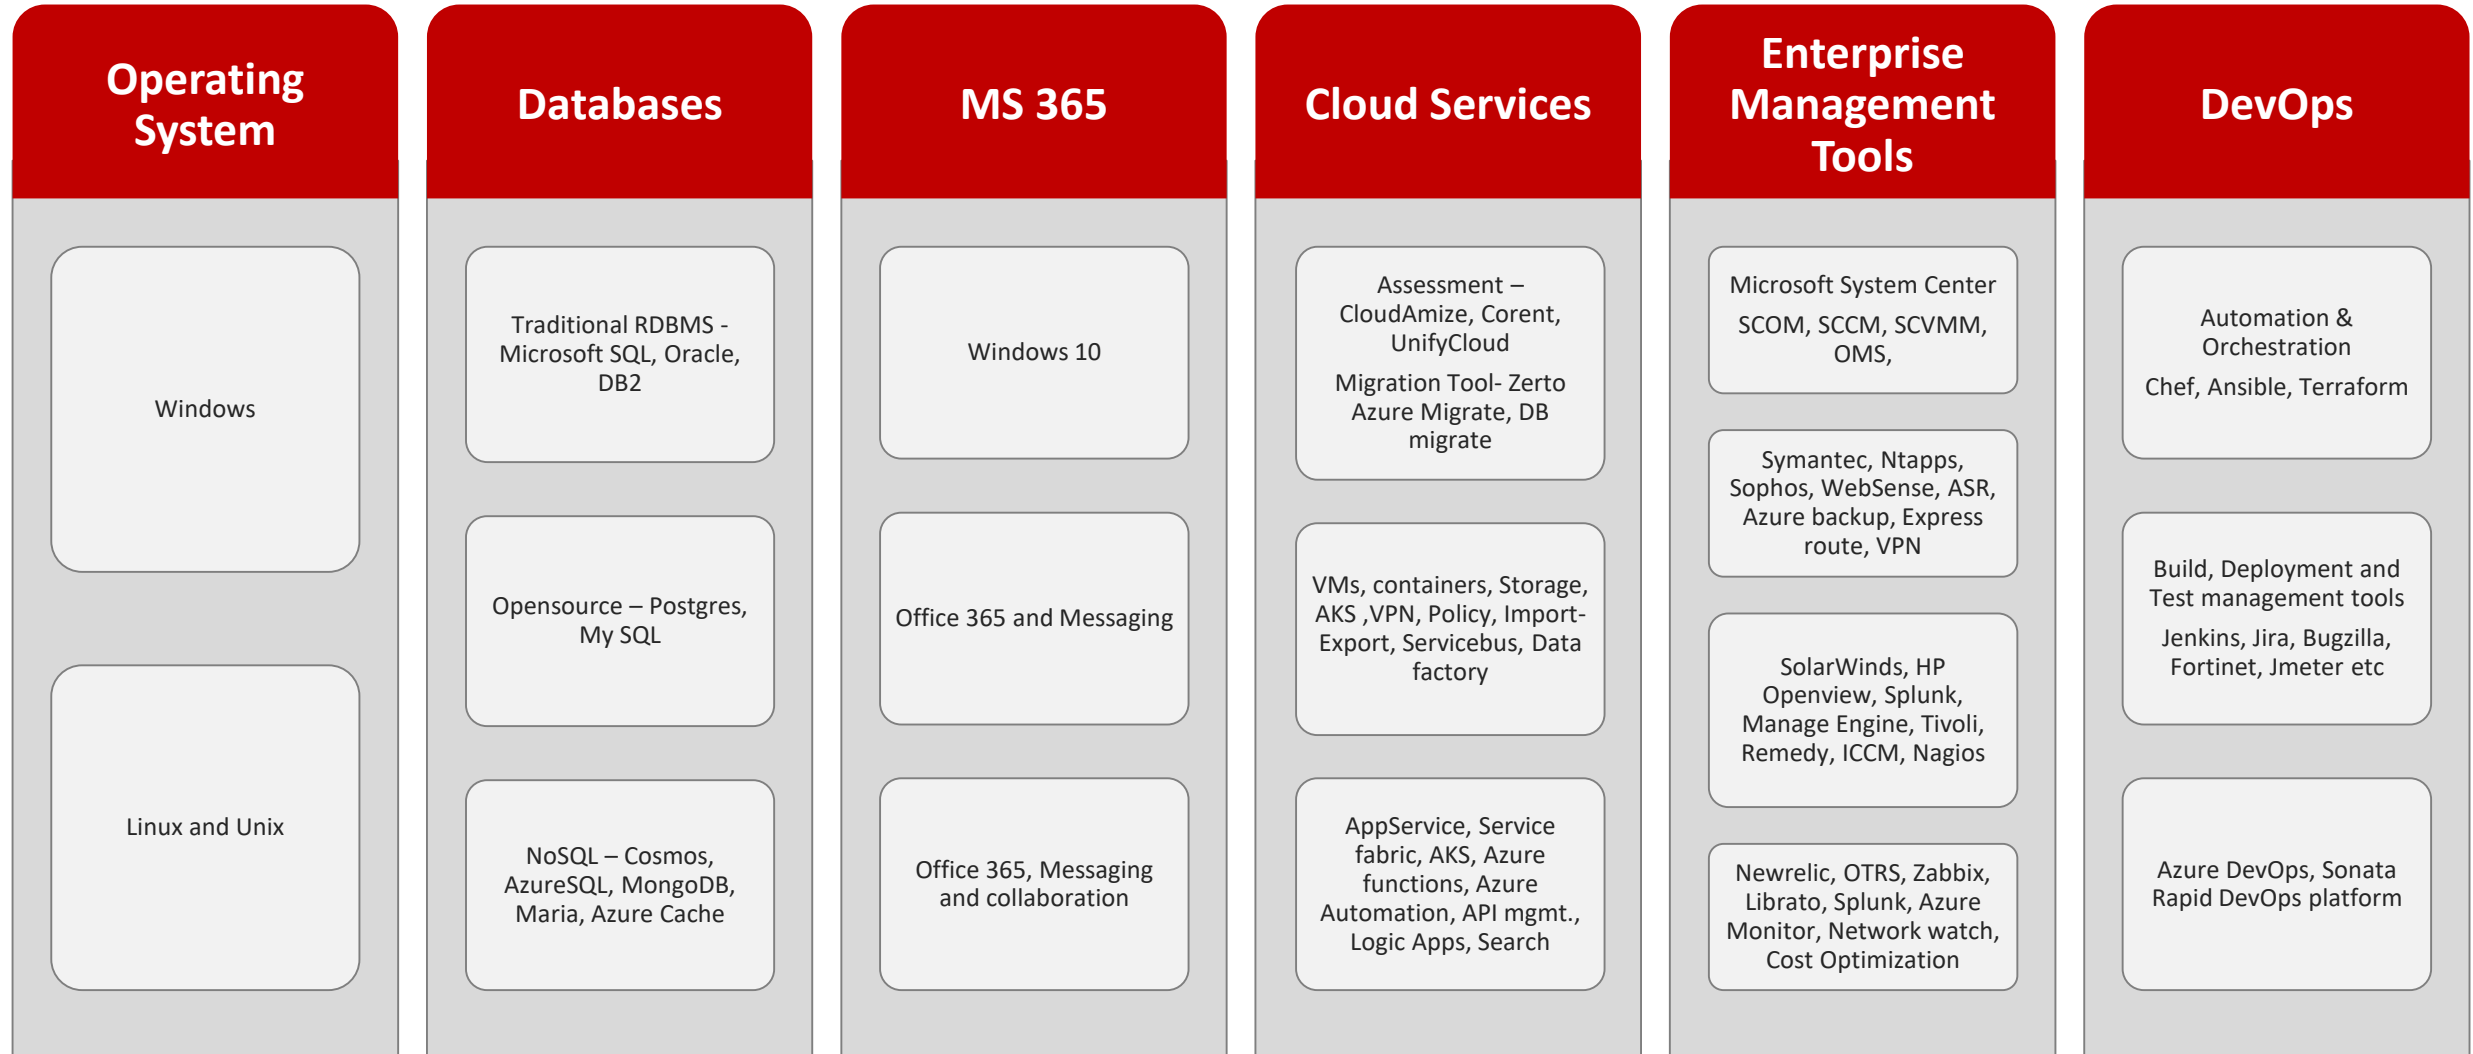 Operating
System
Windows
Linux and Unix
Databases
Traditional RDBMS -
Microsoft SQL, Oracle,
DB2
Opensource – Postgres,
My SQL
NoSQL – Cosmos,
AzureSQL, MongoDB,
Maria, Azure Cache
MS 365
Windows 10
Office 365 and Messaging
Office 365, Messaging
and collaboration
Cloud Services
Assessment –
CloudAmize, Corent,
UnifyCloud
Migration Tool- Zerto
Azure Migrate, DB
migrate
VMs, containers, Storage,
AKS ,VPN, Policy, Import-
Export, Servicebus, Data
factory
AppService, Service
fabric, AKS, Azure
functions, Azure
Automation, API mgmt.,
Logic Apps, Search
Enterprise
Management
Tools
Microsoft System Center
SCOM, SCCM, SCVMM,
OMS,
Symantec, Ntapps,
Sophos, WebSense, ASR,
Azure backup, Express
route, VPN
SolarWinds, HP
Openview, Splunk,
Manage Engine, Tivoli,
Remedy, ICCM, Nagios
Newrelic, OTRS, Zabbix,
Librato, Splunk, Azure
Monitor, Network watch,
Cost Optimization
DevOps
Automation &
Orchestration
Chef, Ansible, Terraform
Build, Deployment and
Test management tools
Jenkins, Jira, Bugzilla,
Fortinet, Jmeter etc
Azure DevOps, Sonata
Rapid DevOps platform